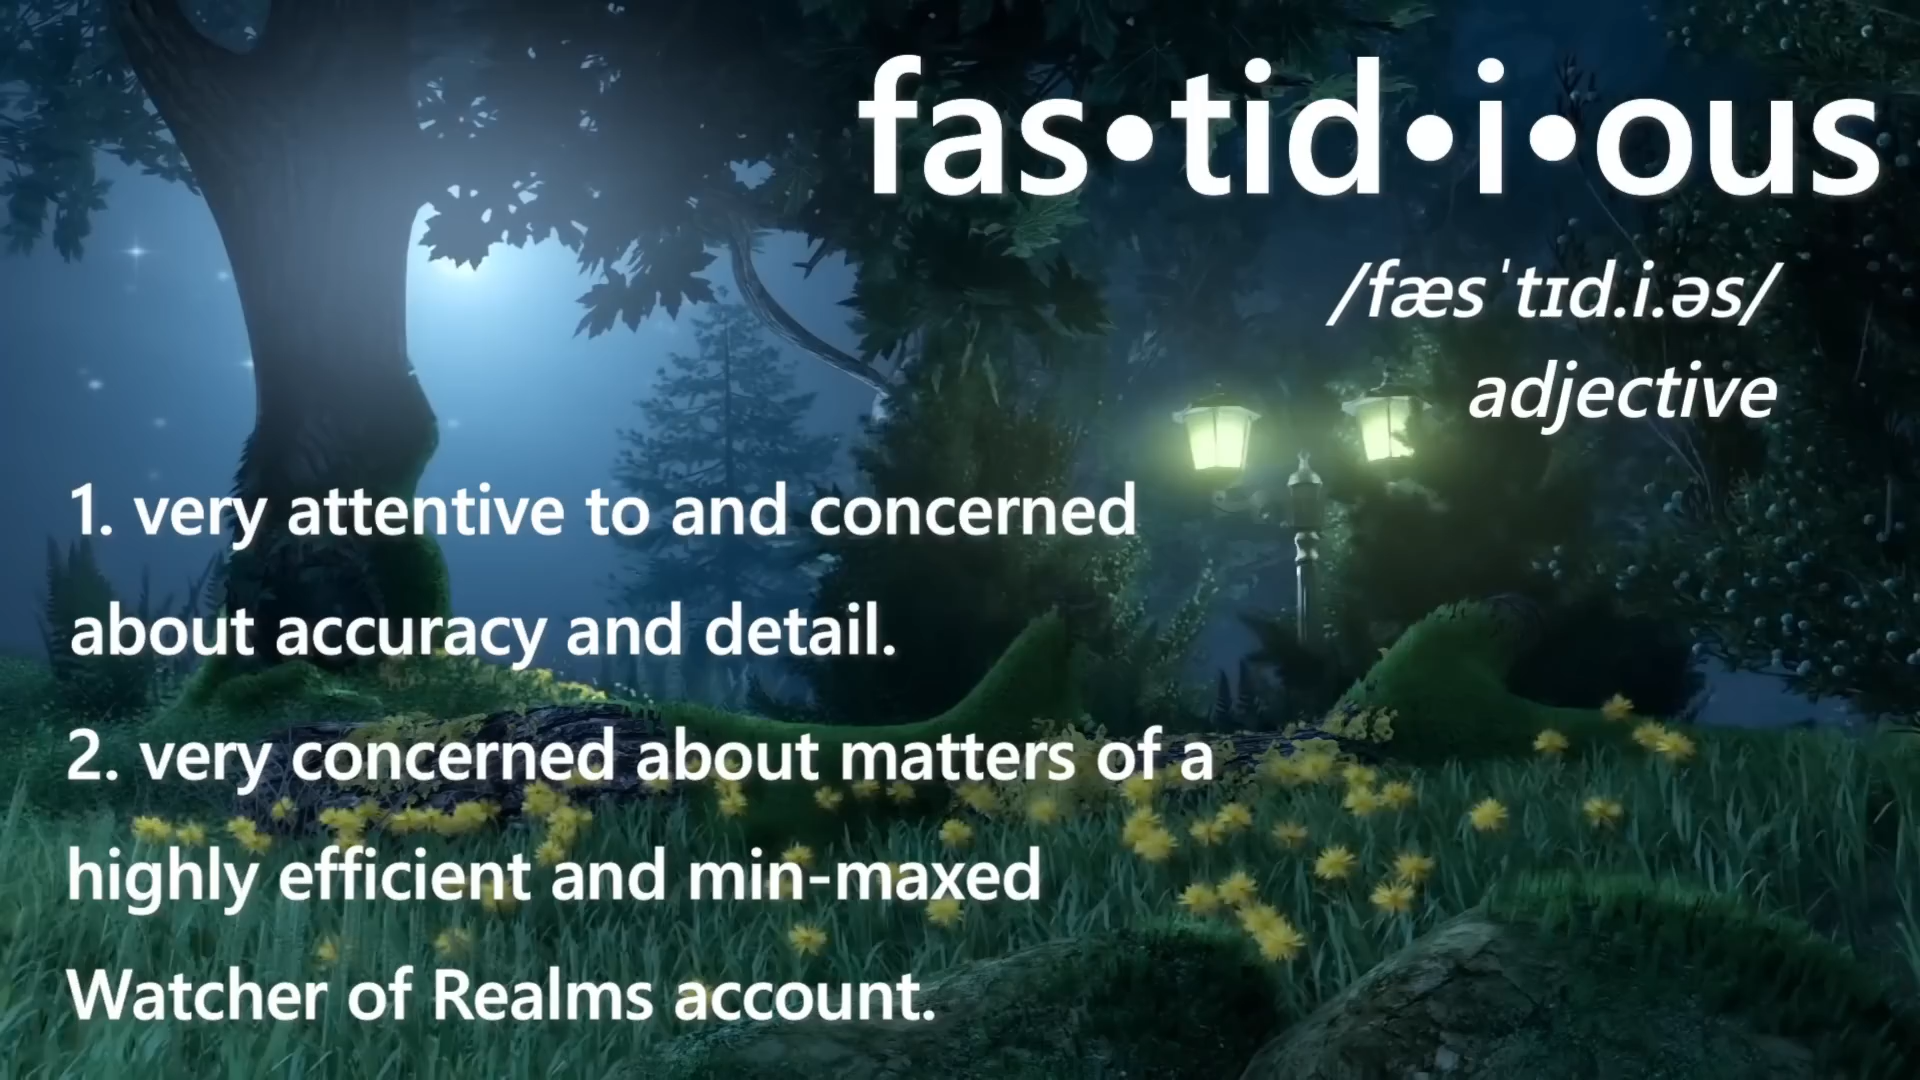 fas•tid•i•ous
/fæsˈtɪd.i.əs/
adjective
1. very attentive to and concerned
about accuracy and detail.
2. very concerned about matters of a
highly efficient and min-maxed
Watcher of Realms account.